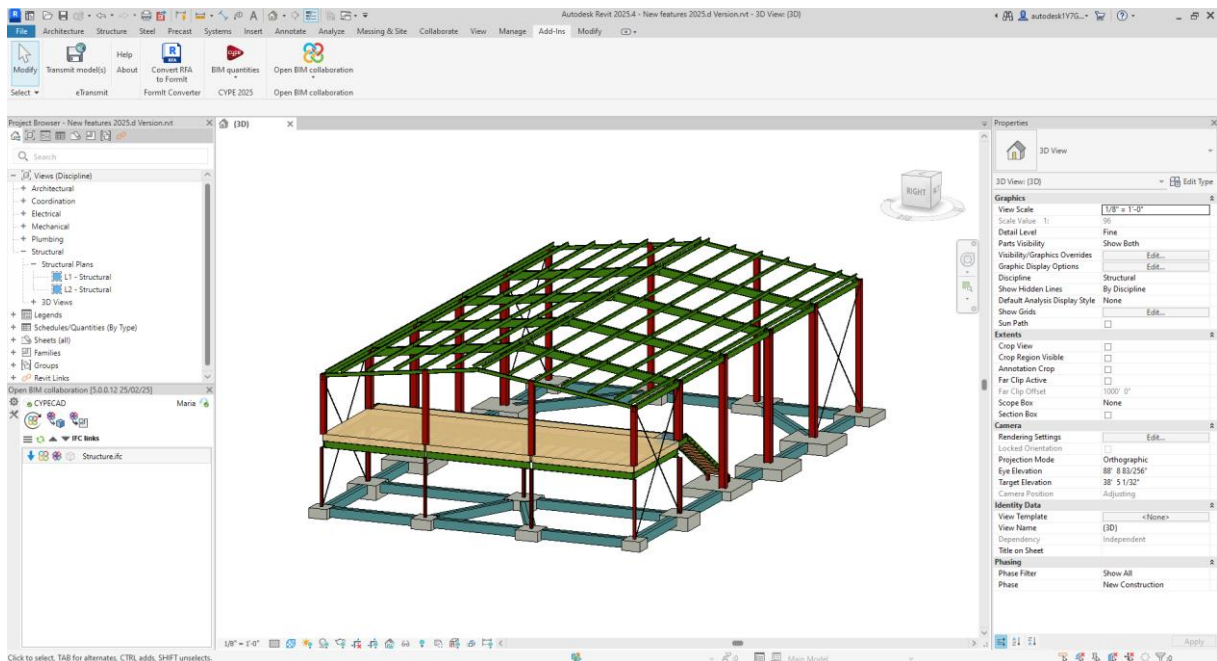 Autodesk Revit 2025.4 - New features 2025.d Version.rvt - 3D View: {3D}
autodesk1Y7G...
File Architecture Structure Steel Precast Systems Insert Annotate Analyze Massing & Site Collaborate View Manage Add-Ins Modify
Modify
Transmit model(s)
Help
About
Convert RFA
to FormIt
BIM quantities
Open BIM collaboration
Select
eTransmit
FormIt Converter
CYPE 2025
Open BIM collaboration
Project Browser - New features 2025.d Version.rvt
Search
Views (Discipline)
Architectural
Coordination
Electrical
Mechanical
Plumbing
Structural
Structural Plans
L1 - Structural
L2 - Structural
3D Views
Legends
Schedules/Quantities (By Type)
Sheets (all)
Families
Groups
Revit Links
Open BIM collaboration [5.0.0.12 25/02/25]
CYPECAD Maria
IFC links
Structure.ifc
{3D}
RIGHT
Properties
3D View
3D View: {3D} Edit Type
Graphics
View Scale 1/8" = 1'-0"
Scale Value 1: 96
Detail Level Fine
Parts Visibility Show Both
Visibility/Graphics Overrides Edit...
Graphic Display Options Edit...
Discipline Structural
Show Hidden Lines By Discipline
Default Analysis Display Style None
Show Grids Edit...
Sun Path
Extents
Crop View
Crop Region Visible
Annotation Crop
Far Clip Active
Far Clip Offset 1000' 0"
Scope Box None
Section Box
Camera
Rendering Settings Edit...
Locked Orientation
Projection Mode Orthographic
Eye Elevation 88' 8 83/256"
Target Elevation 38' 5 1/32"
Camera Position Adjusting
Identity Data
View Template <None>
View Name {3D}
Dependency Independent
Title on Sheet
Phasing
Phase Filter Show All
Phase New Construction
Apply
1/8" = 1'-0"
Click to select, TAB for alternates, CTRL adds, SHIFT unselects.
:0
Main Model
:0